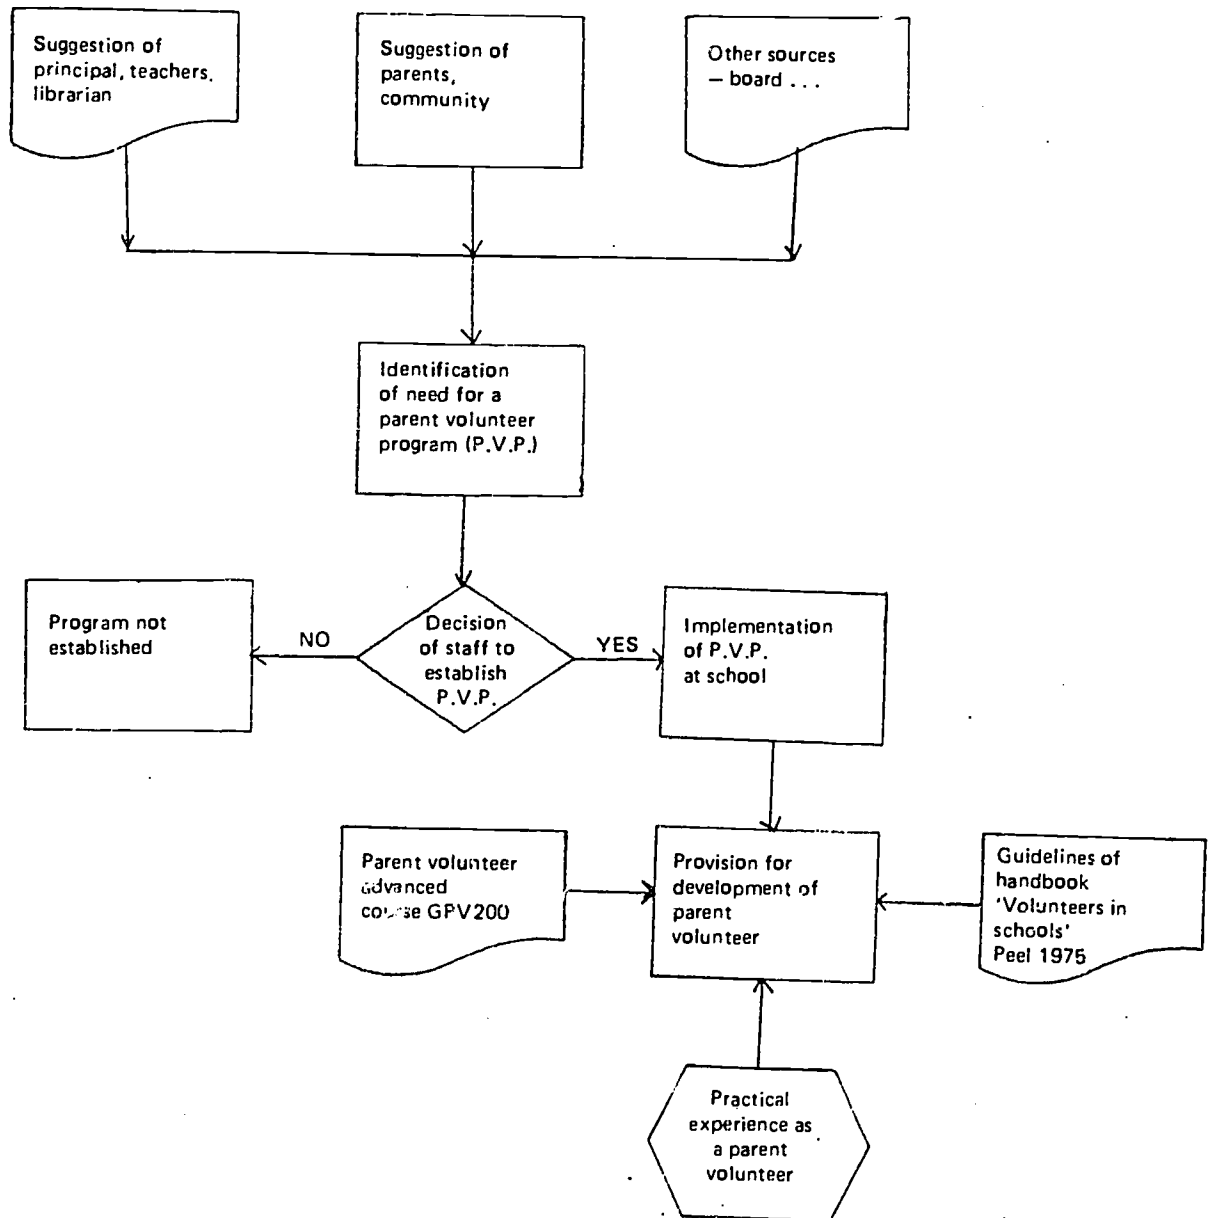 Suggestion of
principal, teachers,
librarian
Suggestion of
parents,
community
Other sources
— board . . .
Identification
of need for a
parent volunteer
program (P.V.P.)
Program not
established
NO
Decision
of staff to
establish
P.V.P.
YES
Implementation
of P.V.P.
at school
Parent volunteer
advanced
course GPV200
Provision for
development of
parent
volunteer
Guidelines of
handbook
'Volunteers in
schools'
Peel 1975
Practical
experience as
a parent
volunteer